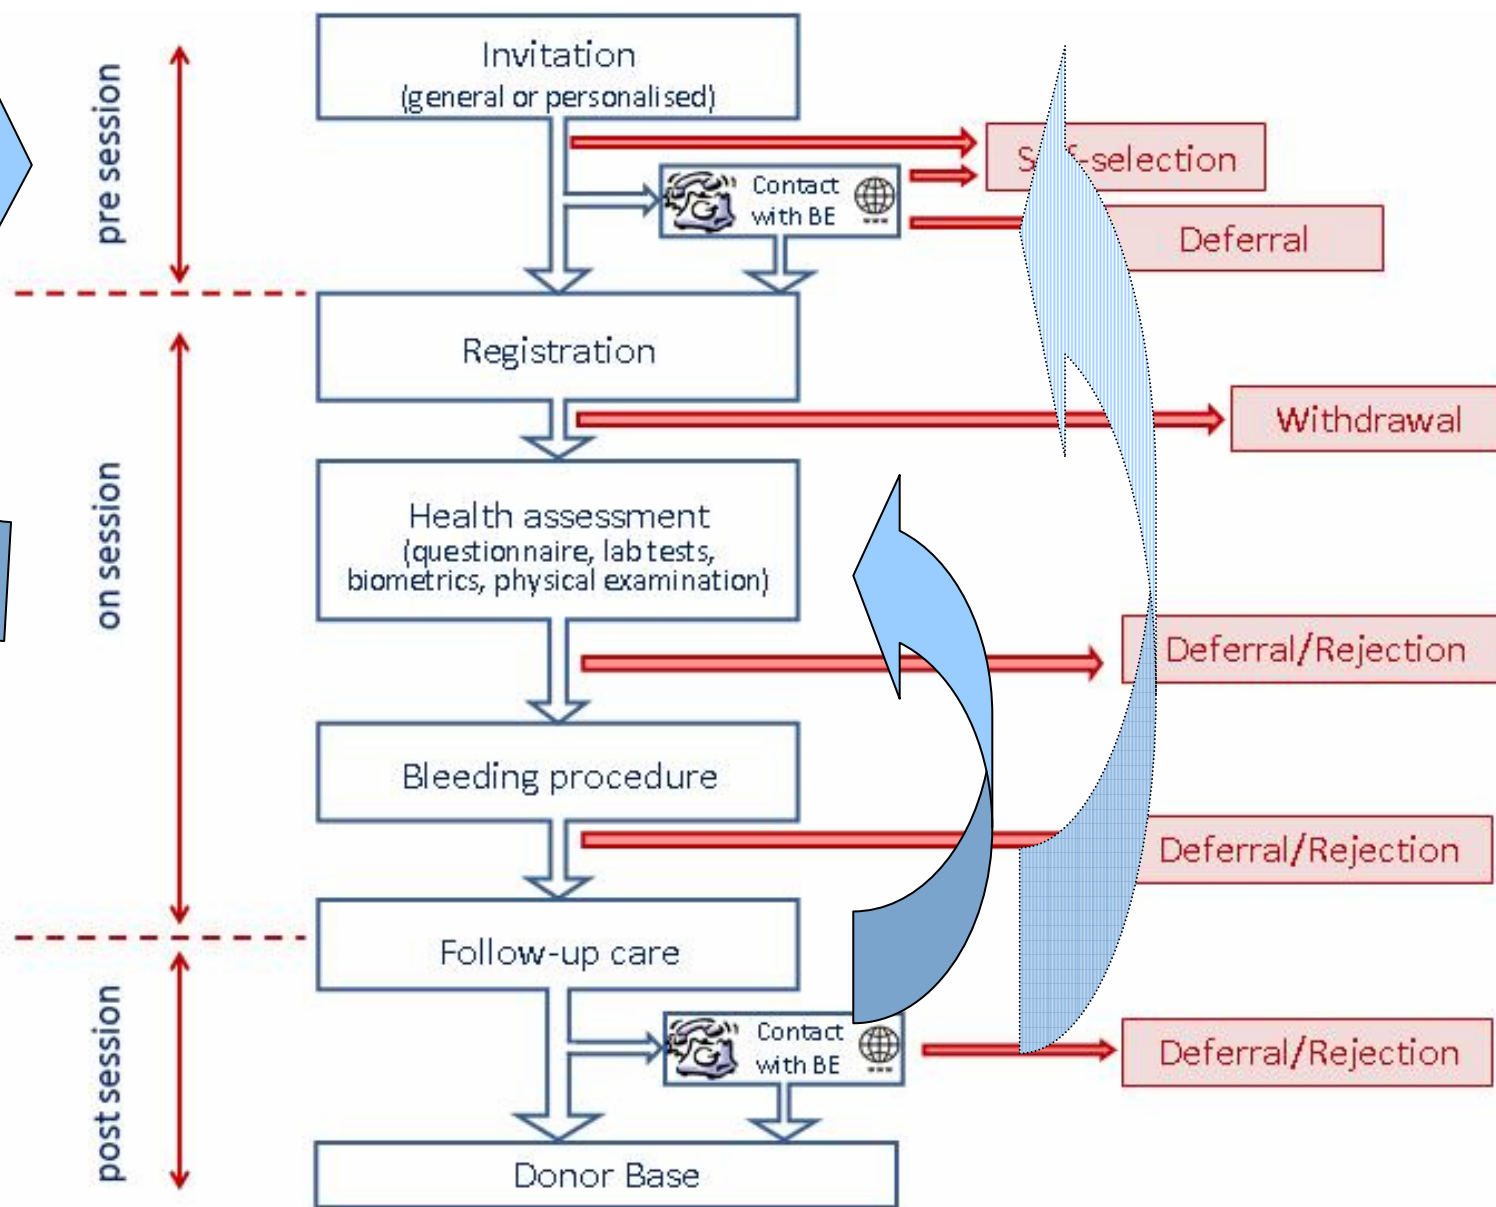 pre session
Invitation
(general or personalised)
Self-selection
Contact
with BE
Deferral
on session
Registration
Withdrawal
Health assessment
(questionnaire, lab tests,
biometrics, physical examination)
Deferral/Rejection
Bleeding procedure
Deferral/Rejection
post session
Follow-up care
Contact
with BE
Deferral/Rejection
Donor Base